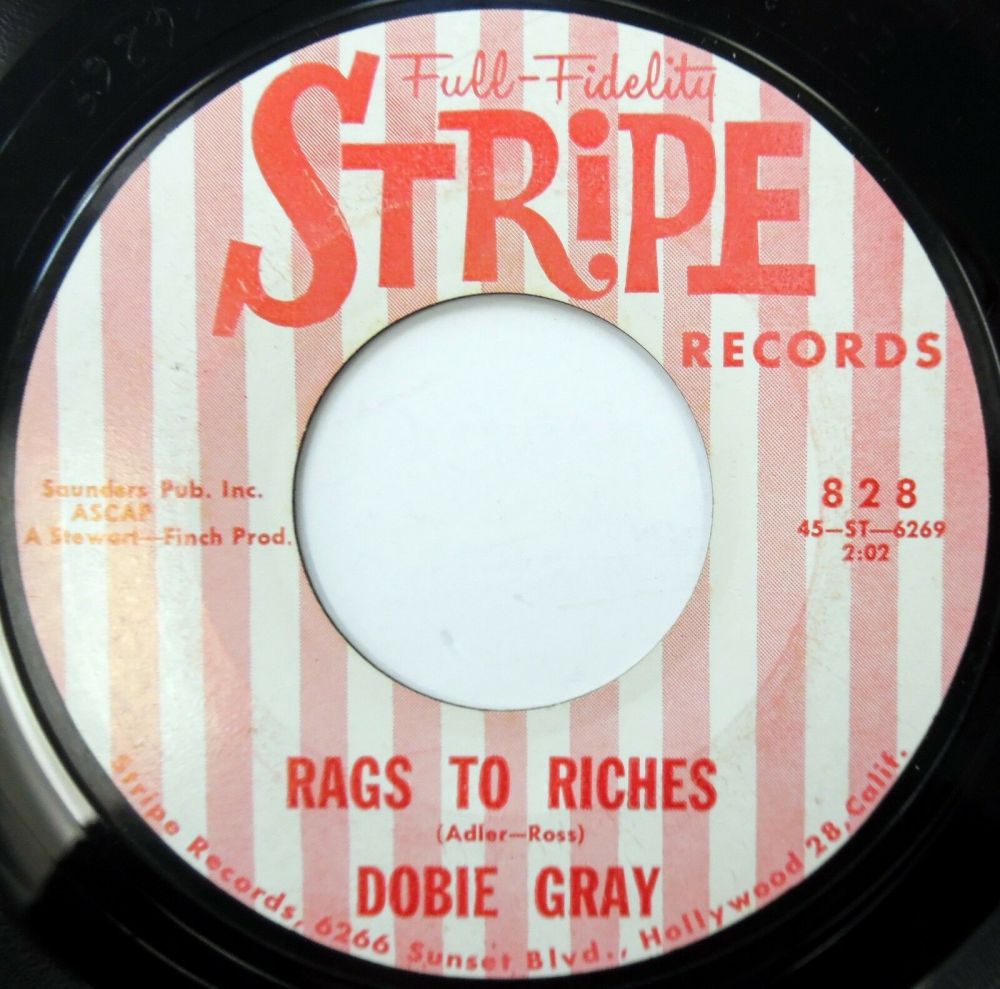 Full-Fidelity
STRiPE
RECORDS
Saunders Pub. Inc.
ASCAP
A Stewart—Finch Prod.
828
45—ST—6269
2:02
RAGS TO RICHES
(Adler—Ross)
DOBIE GRAY
Stripe Records, 6266 Sunset Blvd., Hollywood 28, Calif.